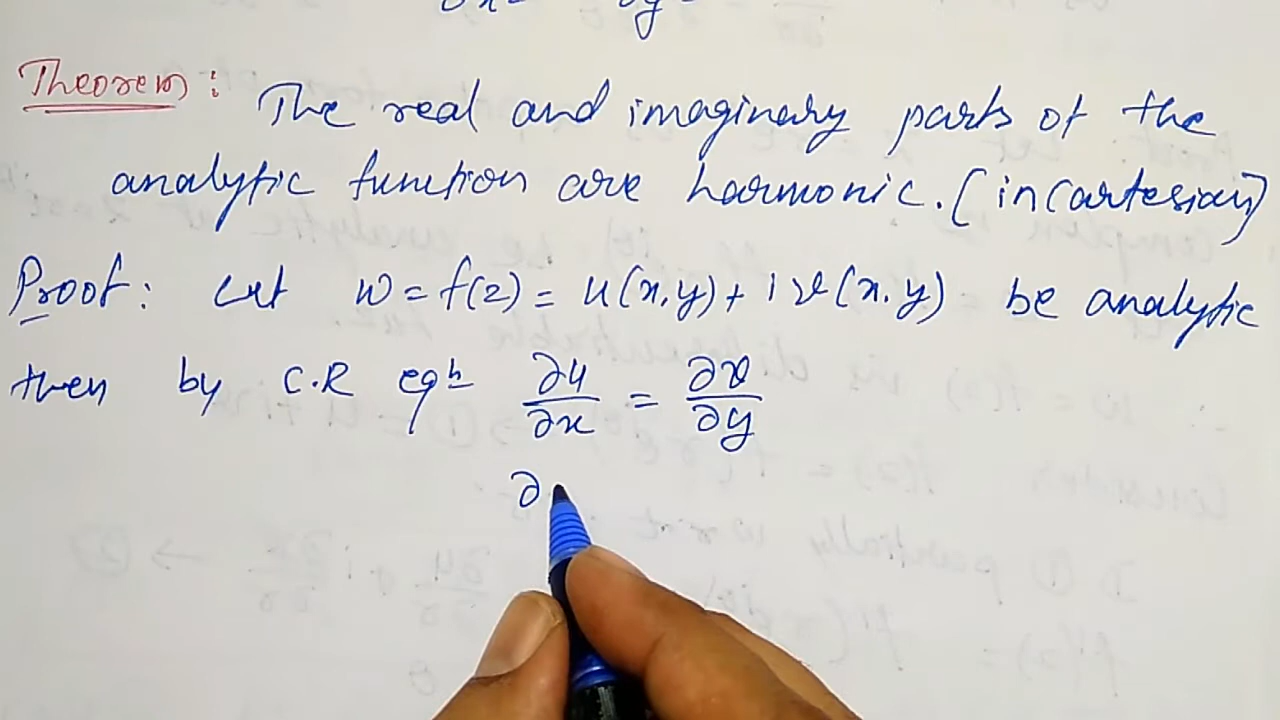 ∂x ∂y
Theorem :
The real and imaginary parts of the
analytic function are harmonic. (in Cartesian)
Proof : Let w = f(z) = u(x,y) + i v(x.y) be analytic
then by C.R eqn ∂u/∂x = ∂v/∂y
∂